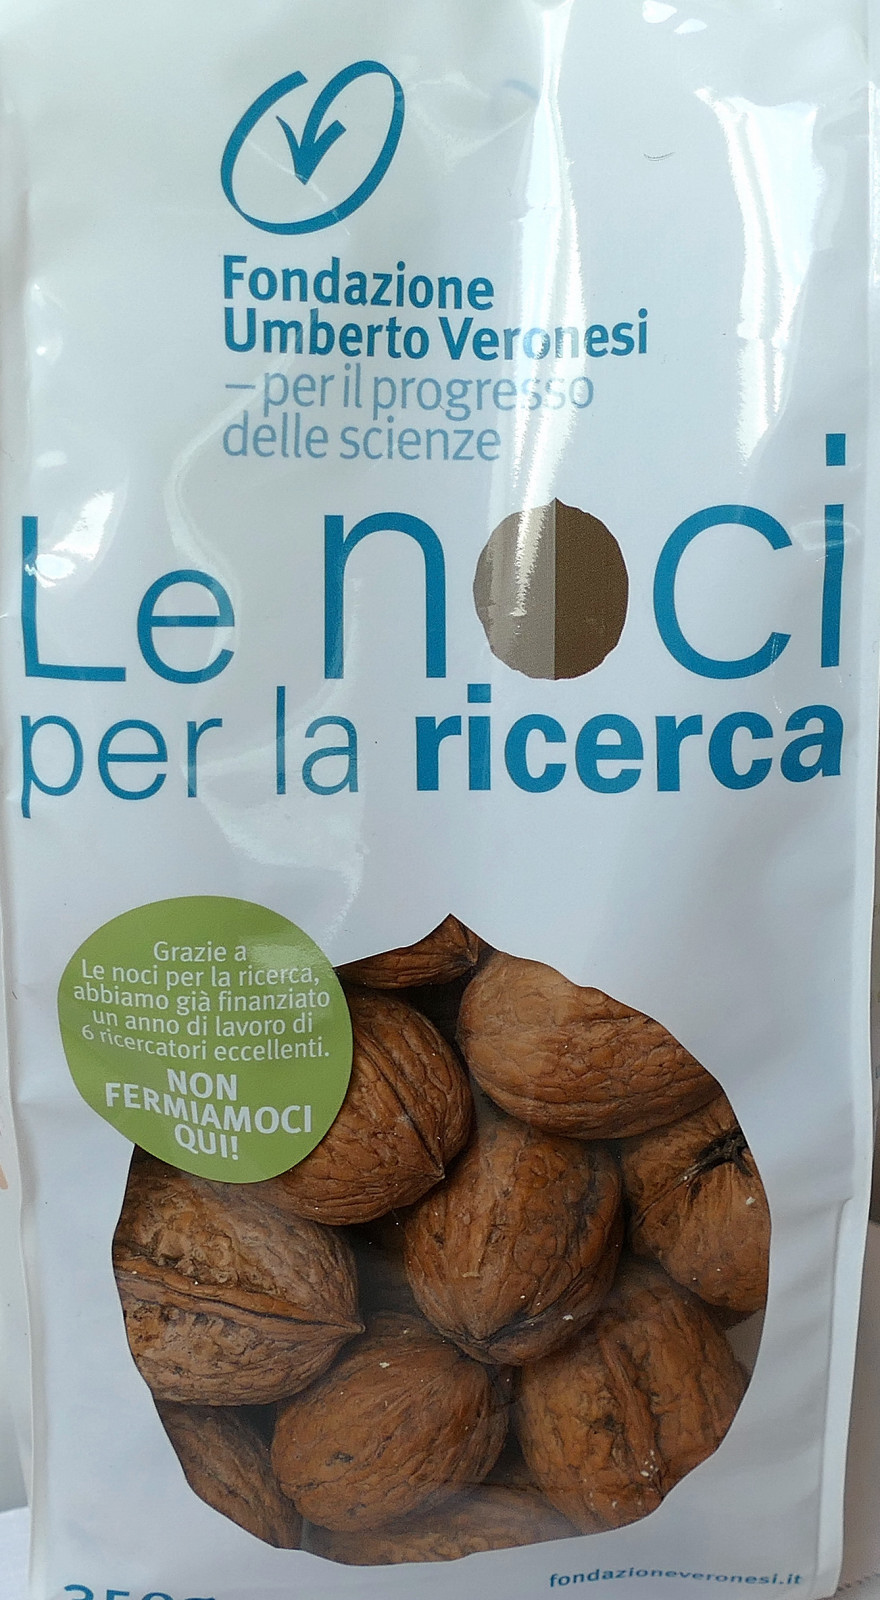 Fondazione
Umberto Veronesi
–per il progresso
delle scienze
Le noci
per la ricerca
Grazie a
Le noci per la ricerca,
abbiamo già finanziato
un anno di lavoro di
6 ricercatori eccellenti.
NON
FERMIAMOCI
QUI!
fondazioneveronesi.it